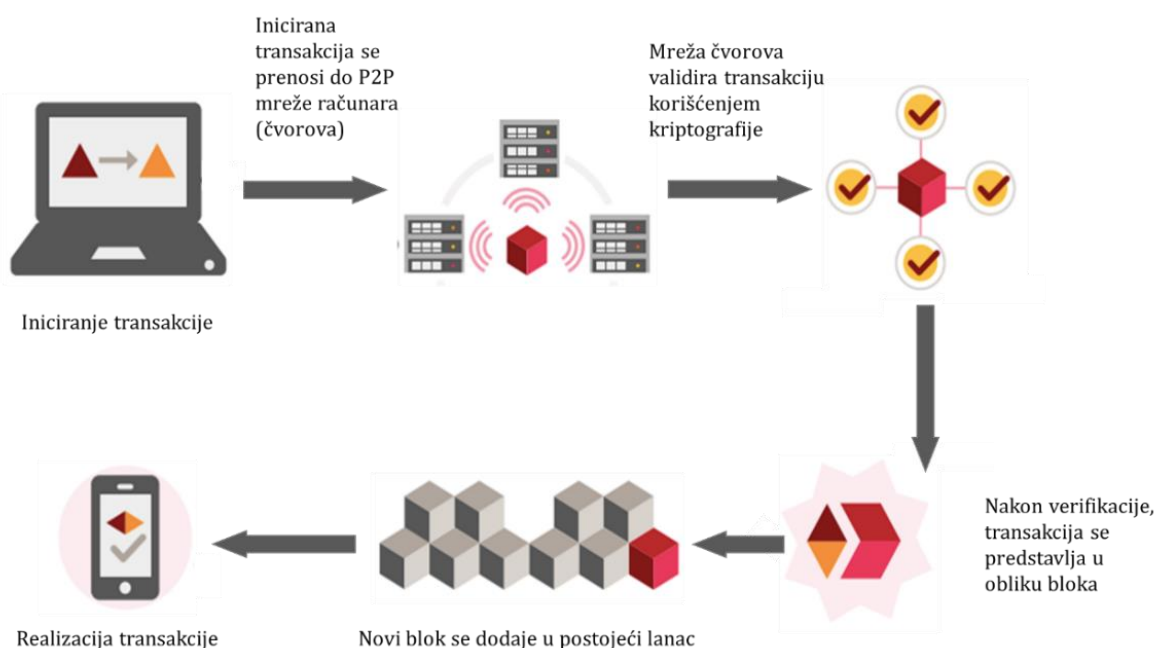 Inicirana
transakcija se
prenosi do P2P
mreže računara
(čvorova)
Mreža čvorova
validira transakciju
korišćenjem
kriptografije
Iniciranje transakcije
Nakon verifikacije,
transakcija se
predstavlja u
obliku bloka
Novi blok se dodaje u postojeći lanac
Realizacija transakcije